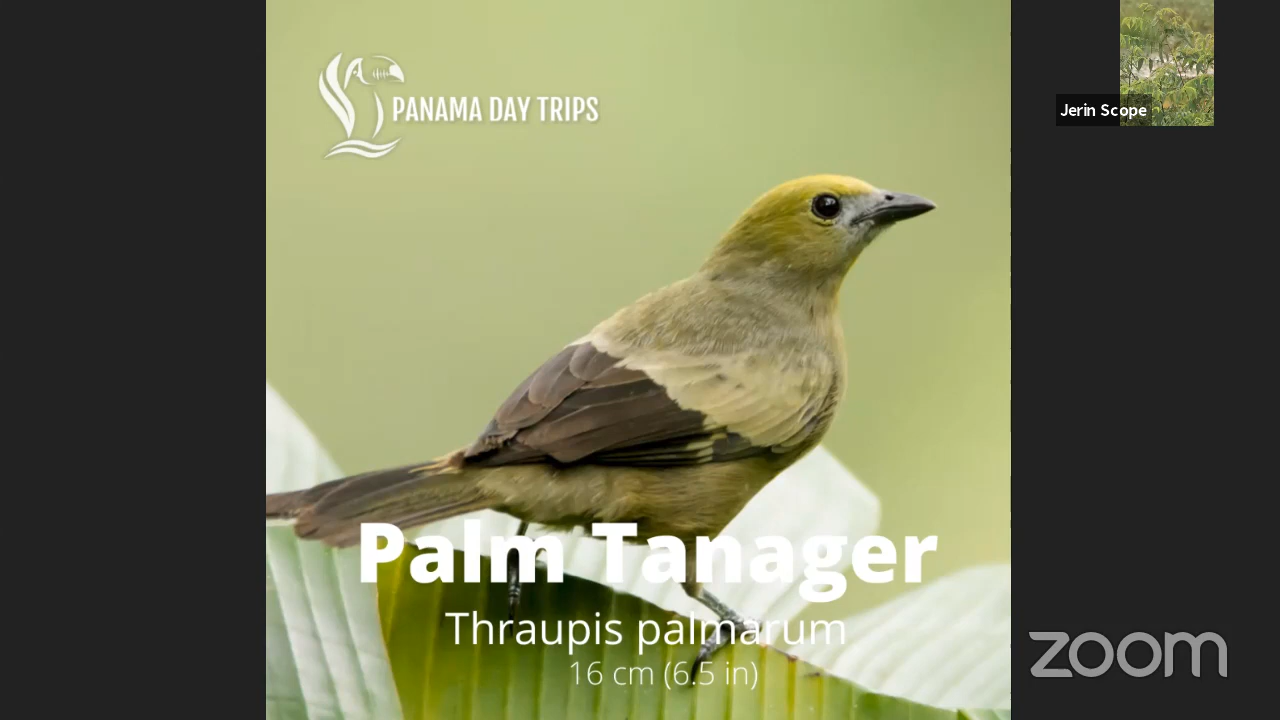 PANAMA DAY TRIPS
Jerin Scope
Palm Tanager
Thraupis palmarum
16 cm (6.5 in)
zoom